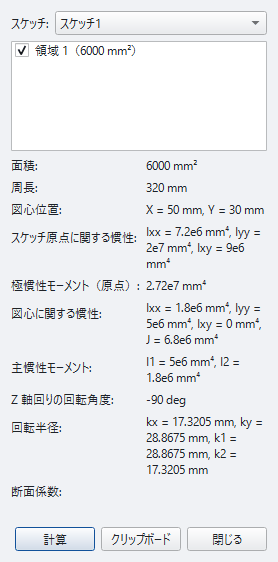 スケッチ: スケッチ1
領域 1（6000 mm²）
面積: 6000 mm²
周長: 320 mm
図心位置: X = 50 mm, Y = 30 mm
スケッチ原点に関する慣性: Ixx = 7.2e6 mm⁴, Iyy =
2e7 mm⁴, Ixy = 9e6
mm⁴
極慣性モーメント（原点）: 2.72e7 mm⁴
図心に関する慣性: Ixx = 1.8e6 mm⁴, Iyy =
5e6 mm⁴, Ixy = 0 mm⁴,
J = 6.8e6 mm⁴
主慣性モーメント: I1 = 5e6 mm⁴, I2 =
1.8e6 mm⁴
Z 軸回りの回転角度: -90 deg
回転半径: kx = 17.3205 mm, ky =
28.8675 mm, k1 =
28.8675 mm, k2 =
17.3205 mm
断面係数:
計算 クリップボード 閉じる